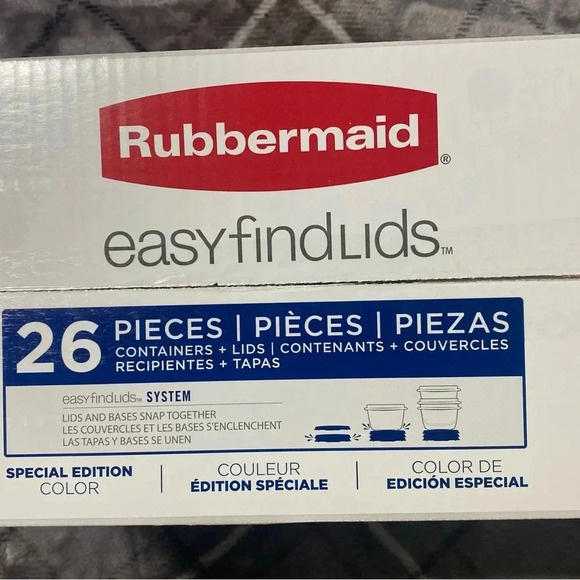 Rubbermaid®
easyfindLids™
26 PIECES | PIÈCES | PIEZAS
CONTAINERS + LIDS | CONTENANTS + COUVERCLES
RECIPIENTES + TAPAS
easyfindLids™ SYSTEM
LIDS AND BASES SNAP TOGETHER
LES COUVERCLES ET LES BASES S'ENCLENCHENT
LAS TAPAS Y BASES SE UNEN
SPECIAL EDITION COLOR | COULEUR ÉDITION SPÉCIALE | COLOR DE EDICIÓN ESPECIAL